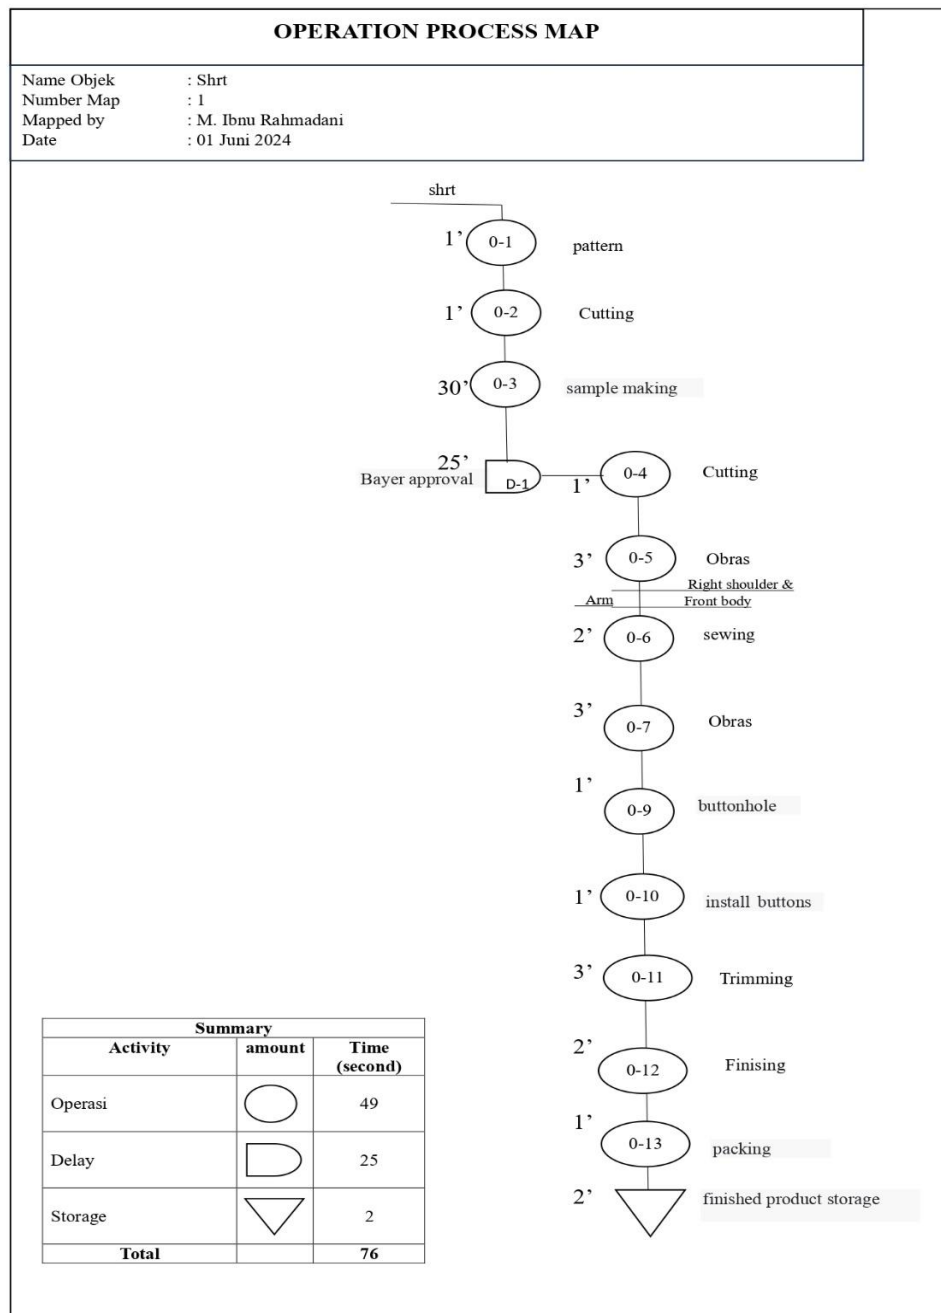 OPERATION PROCESS MAP
Name Objek : Shrt
Number Map : 1
Mapped by : M. Ibnu Rahmadani
Date : 01 Juni 2024
shrt
1’ 0-1 pattern
1’ 0-2 Cutting
30’ 0-3 sample making
25’
Bayer approval D-1
1’ 0-4 Cutting
3’ 0-5 Obras
Right shoulder &
Arm Front body
2’ 0-6 sewing
3’ 0-7 Obras
1’ 0-9 buttonhole
1’ 0-10 install buttons
3’ 0-11 Trimming
2’ 0-12 Finising
1’ 0-13 packing
2’ finished product storage
Summary
Activity amount Time
(second)
Operasi 49
Delay 25
Storage 2
Total 76